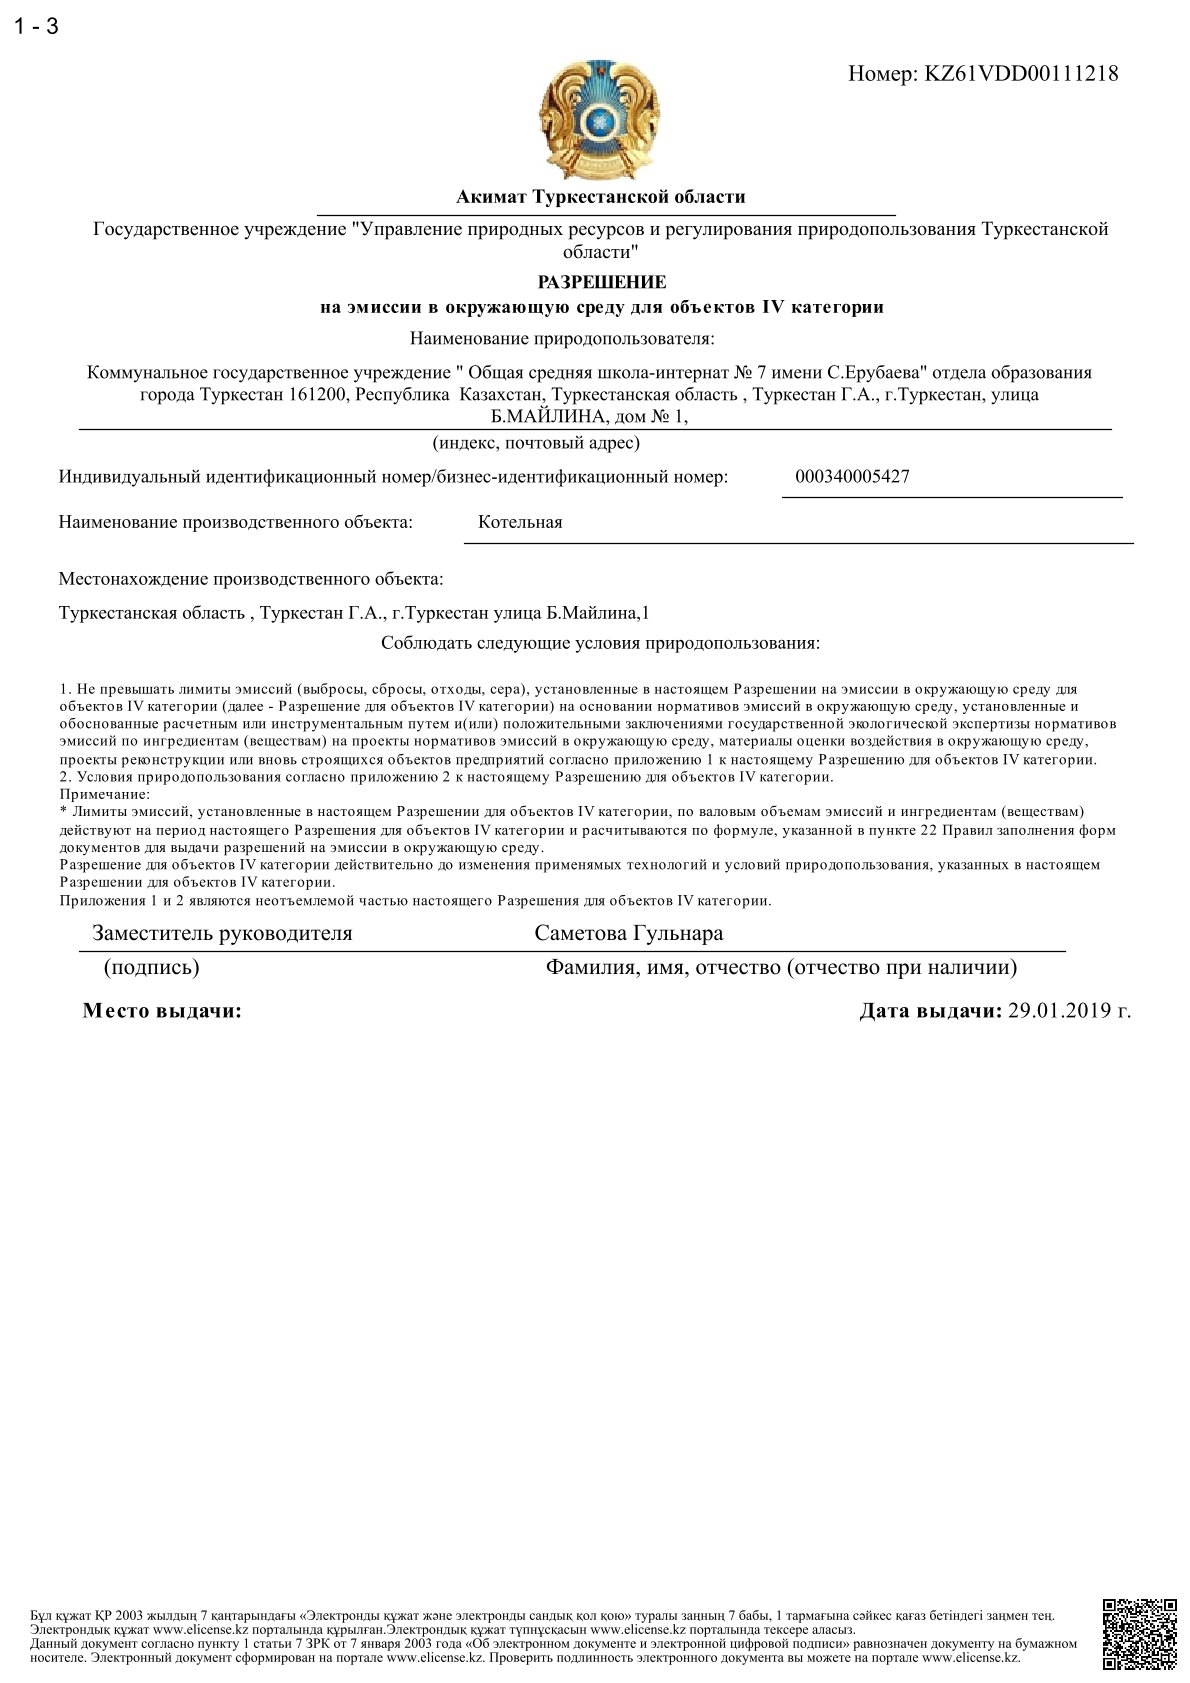 1 - 3
Номер: KZ61VDD00111218
Акимат Туркестанской области
Государственное учреждение "Управление природных ресурсов и регулирования природопользования Туркестанской
области"
РАЗРЕШЕНИЕ
на эмиссии в окружающую среду для объектов IV категории
Наименование природопользователя:
Коммунальное государственное учреждение " Общая средняя школа-интернат № 7 имени С.Ерубаева" отдела образования
города Туркестан 161200, Республика  Казахстан, Туркестанская область , Туркестан Г.А., г.Туркестан, улица
Б.МАЙЛИНА, дом № 1,
(индекс, почтовый адрес)
Индивидуальный идентификационный номер/бизнес-идентификационный номер: 000340005427
Наименование производственного объекта: Котельная
Местонахождение производственного объекта:
Туркестанская область , Туркестан Г.А., г.Туркестан улица Б.Майлина,1
Соблюдать следующие условия природопользования:
1. Не превышать лимиты эмиссий (выбросы, сбросы, отходы, сера), установленные в настоящем Разрешении на эмиссии в окружающую среду для
объектов IV категории (далее - Разрешение для объектов IV категории) на основании нормативов эмиссий в окружающую среду, установленные и
обоснованные расчетным или инструментальным путем и(или) положительными заключениями государственной экологической экспертизы нормативов
эмиссий по ингредиентам (веществам) на проекты нормативов эмиссий в окружающую среду, материалы оценки воздействия в окружающую среду,
проекты реконструкции или вновь строящихся объектов предприятий согласно приложению 1 к настоящему Разрешению для объектов IV категории.
2. Условия природопользования согласно приложению 2 к настоящему Разрешению для объектов IV категории.
Примечание:
* Лимиты эмиссий, установленные в настоящем Разрешении для объектов IV категории, по валовым объемам эмиссий и ингредиентам (веществам)
действуют на период настоящего Разрешения для объектов IV категории и расчитываются по формуле, указанной в пункте 22 Правил заполнения форм
документов для выдачи разрешений на эмиссии в окружающую среду.
Разрешение для объектов IV категории действительно до изменения применямых технологий и условий природопользования, указанных в настоящем
Разрешении для объектов IV категории.
Приложения 1 и 2 являются неотъемлемой частью настоящего Разрешения для объектов IV категории.
Заместитель руководителя Саметова Гульнара
(подпись) Фамилия, имя, отчество (отчество при наличии)
Место выдачи: Дата выдачи: 29.01.2019 г.
Бұл құжат ҚР 2003 жылдың 7 қаңтарындағы «Электронды құжат және электронды сандық қол қою» туралы заңның 7 бабы, 1 тармағына сәйкес қағаз бетіндегі заңмен тең.
Электрондық құжат www.elicense.kz порталында құрылған.Электрондық құжат түпнұсқасын www.elicense.kz порталында тексере аласыз.
Данный документ согласно пункту 1 статьи 7 ЗРК от 7 января 2003 года «Об электронном документе и электронной цифровой подписи» равнозначен документу на бумажном
носителе. Электронный документ сформирован на портале www.elicense.kz. Проверить подлинность электронного документа вы можете на портале www.elicense.kz.